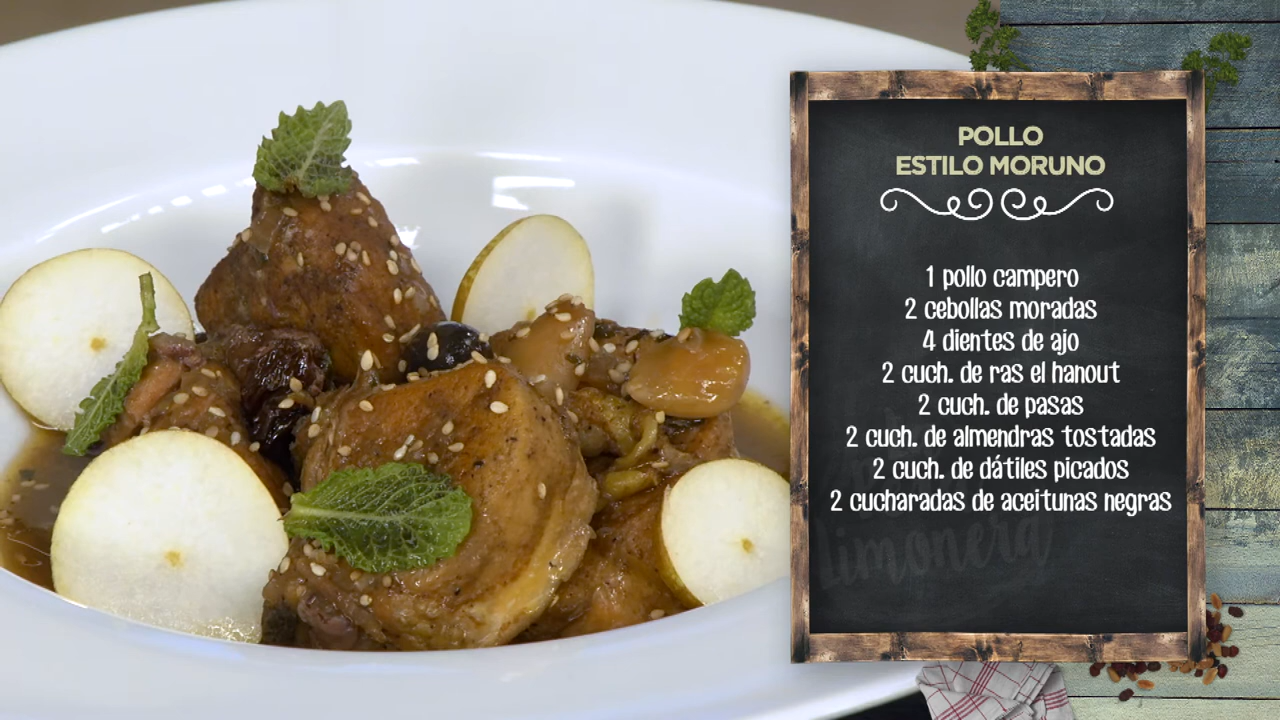 POLLO
ESTILO MORUNO
1 pollo campero
2 cebollas moradas
4 dientes de ajo
2 cuch. de ras el hanout
2 cuch. de pasas
2 cuch. de almendras tostadas
2 cuch. de dátiles picados
2 cucharadas de aceitunas negras
limonera